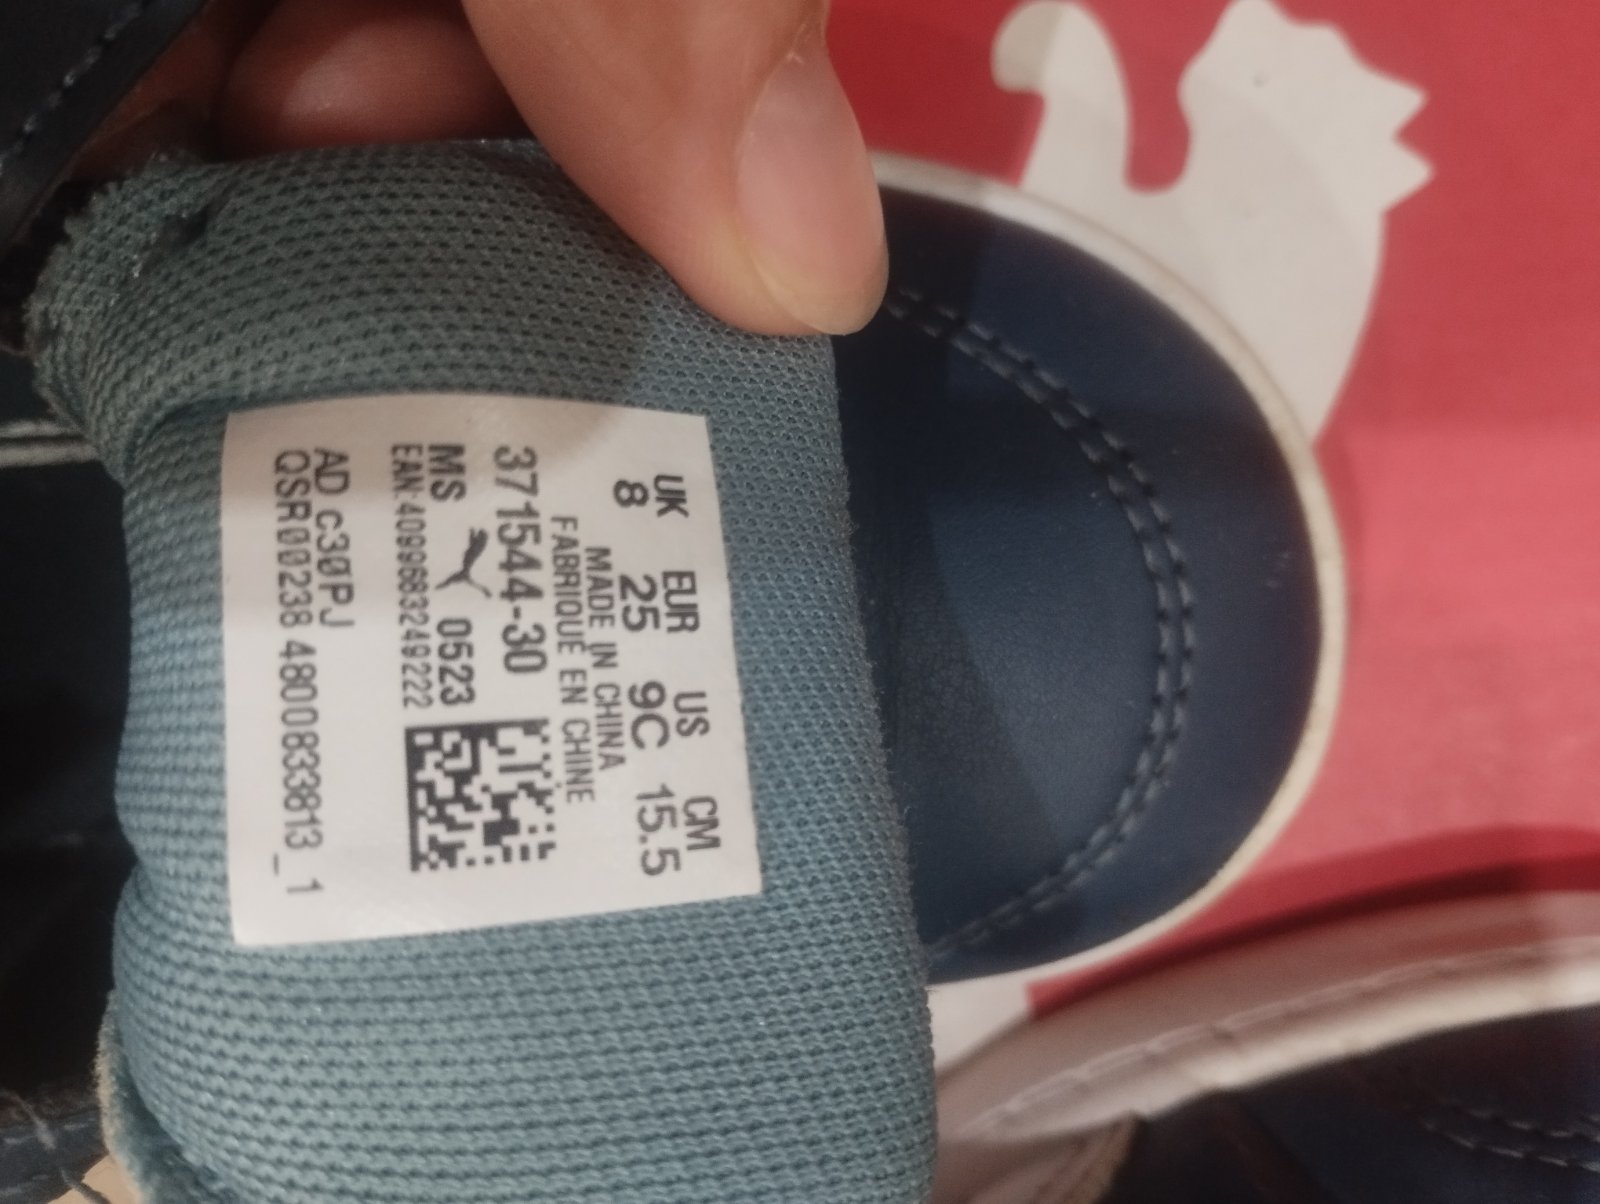 UK EUR US CM
8 25 9C 15.5
MADE IN CHINA
FABRIQUÉ EN CHINE
371544-30
MS 0523
EAN:4099683249222
AD c30PJ
QSR00238 4800833813_1